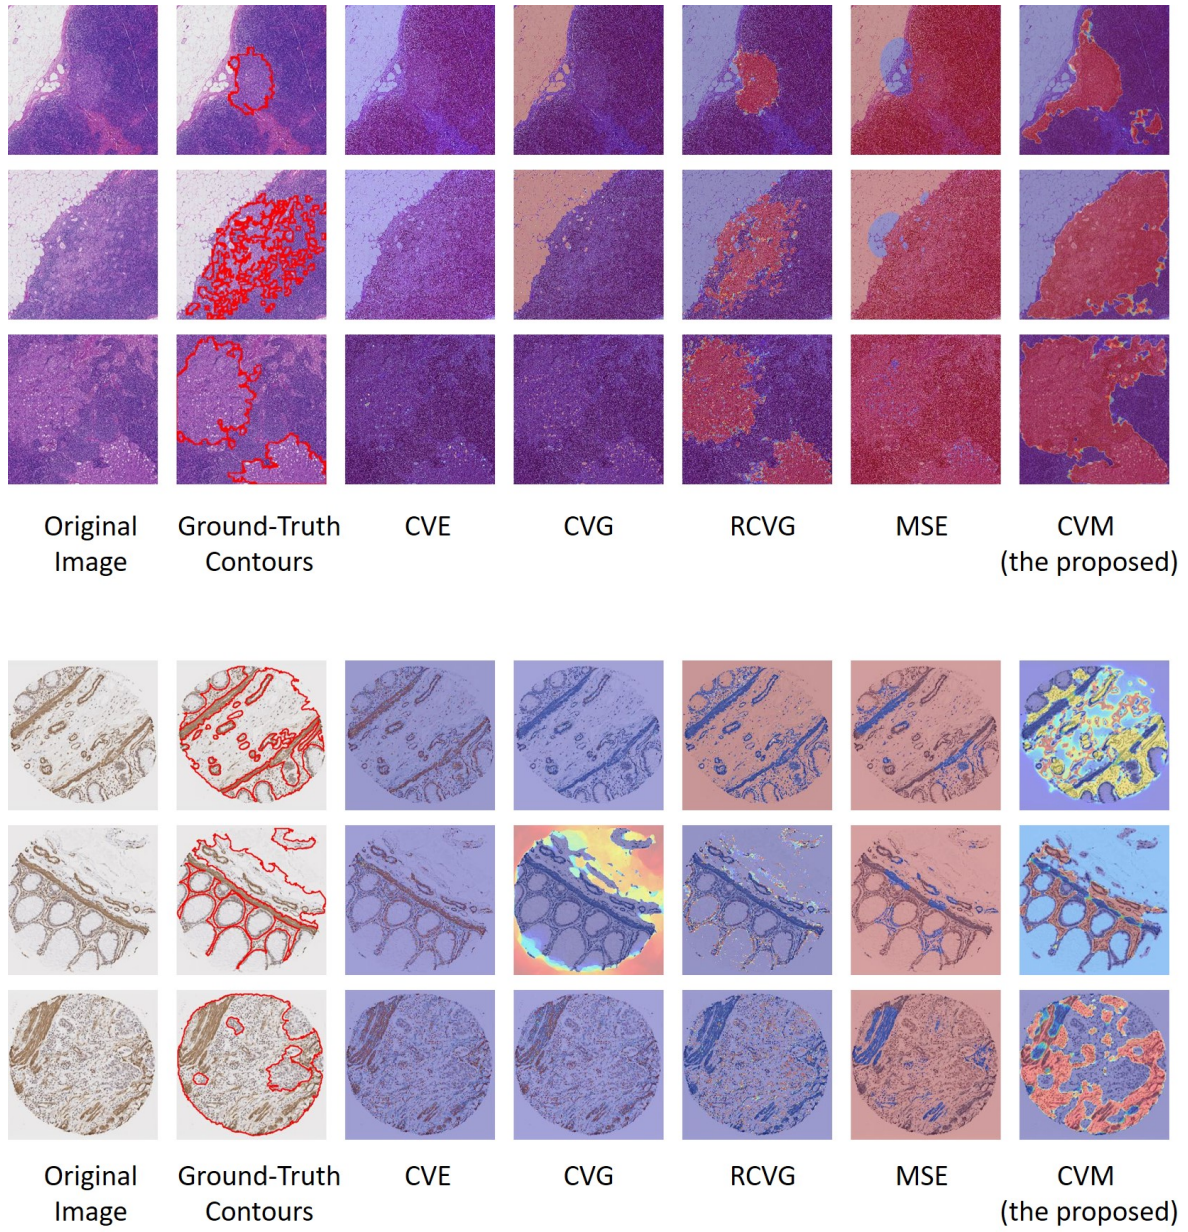 Original Ground-Truth CVE CVG RCVG MSE CVM
Image Contours (the proposed)
Original Ground-Truth CVE CVG RCVG MSE CVM
Image Contours (the proposed)